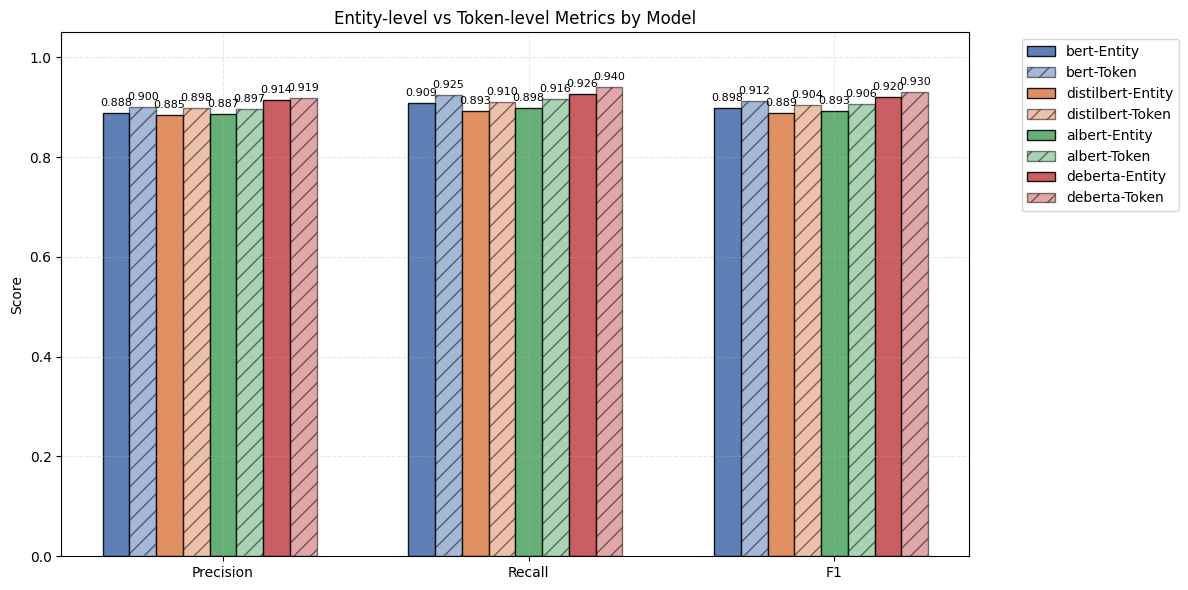 Entity-level vs Token-level Metrics by Model
Score
1.0
0.8
0.6
0.4
0.2
0.0
0.888
0.900
0.885
0.898
0.887
0.897
0.914
0.919
0.909
0.925
0.893
0.910
0.898
0.916
0.926
0.940
0.898
0.912
0.889
0.904
0.893
0.906
0.920
0.930
Precision
Recall
F1
bert-Entity
bert-Token
distilbert-Entity
distilbert-Token
albert-Entity
albert-Token
deberta-Entity
deberta-Token